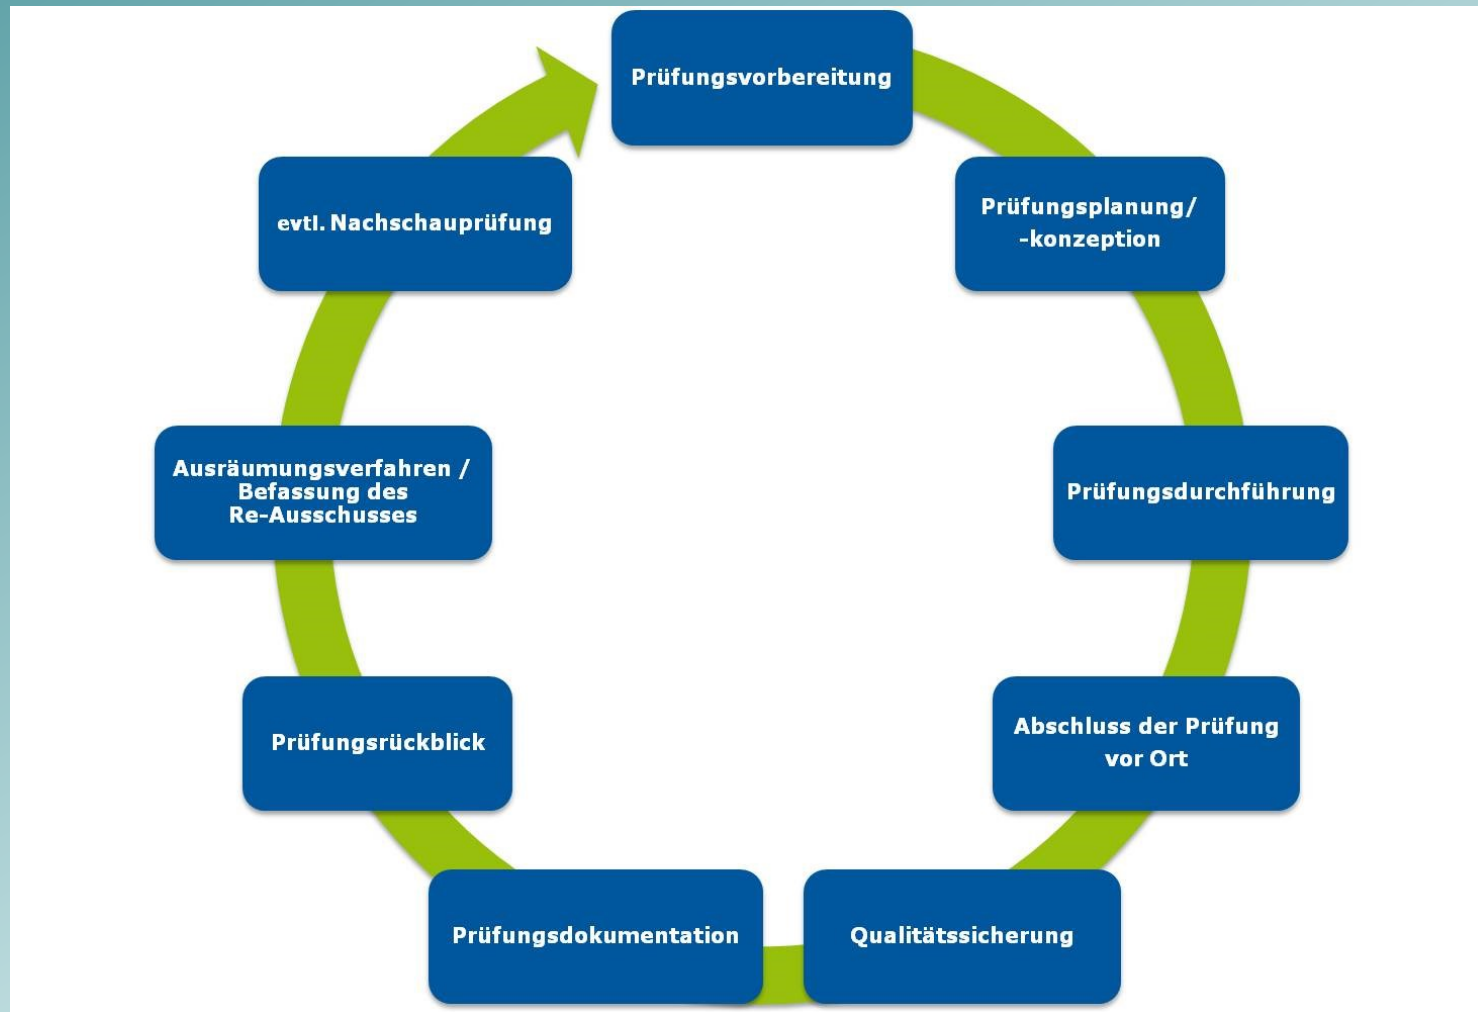 Prüfungsvorbereitung
Prüfungsplanung/
-konzeption
Prüfungsdurchführung
Abschluss der Prüfung
vor Ort
Qualitätssicherung
Prüfungsdokumentation
Prüfungsrückblick
Ausräumungsverfahren /
Befassung des
Re-Ausschusses
evtl. Nachschauprüfung